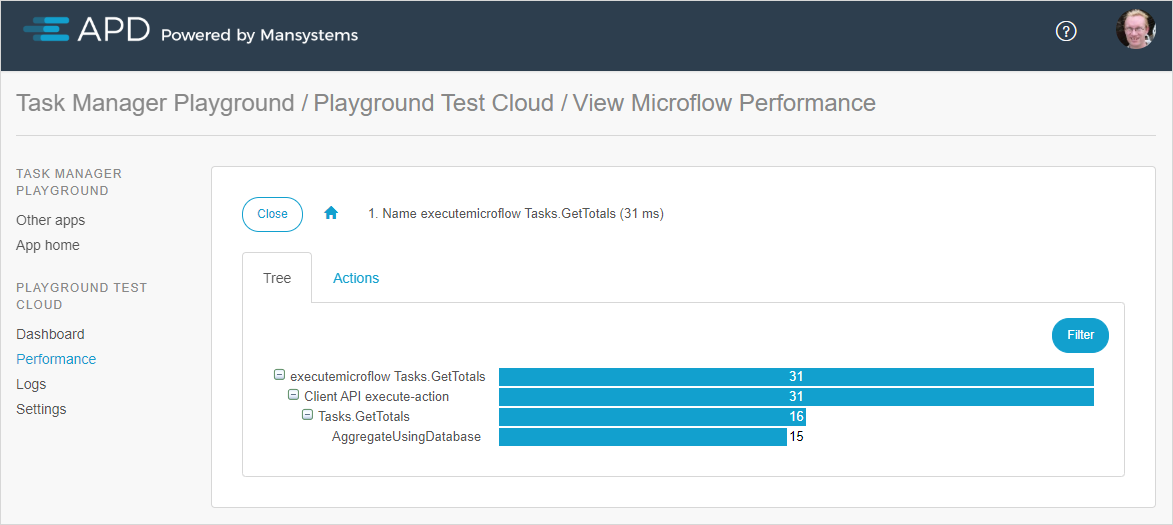 APD Powered by Mansystems
?
Task Manager Playground / Playground Test Cloud / View Microflow Performance
TASK MANAGER
PLAYGROUND
Other apps
App home
PLAYGROUND TEST
CLOUD
Dashboard
Performance
Logs
Settings
Close
1. Name executemicroflow Tasks.GetTotals (31 ms)
Tree
Actions
Filter
executemicroflow Tasks.GetTotals 31
Client API execute-action 31
Tasks.GetTotals 16
AggregateUsingDatabase 15